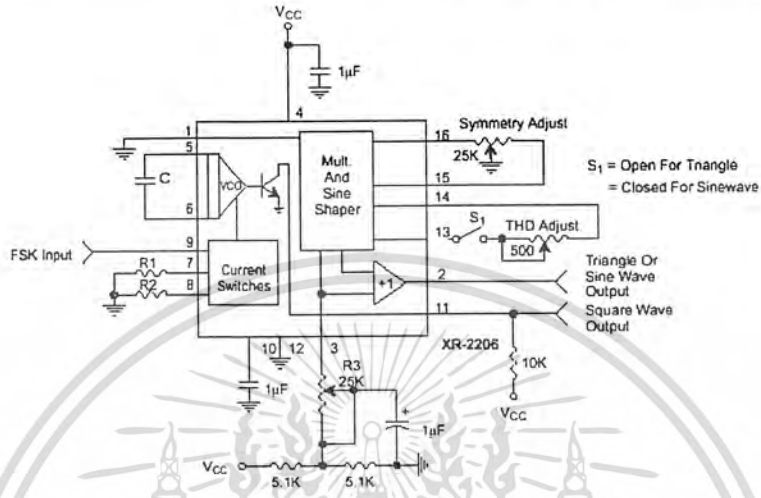 VCC
1µF
4
1
16
Symmetry Adjust
5
25K
Mult.
And
Sine
Shaper
15
S1 = Open For Triangle
= Closed For Sinewave
C
VCO
14
6
S1
13
THD Adjust
500
FSK Input
9
R1
7
R2
8
Current
Switches
+1
2
Triangle Or
Sine Wave
Output
11
Square Wave
Output
XR-2206
10 12
3
R3
25K
10K
1µF
+
1µF
VCC
VCC
5.1K
5.1K